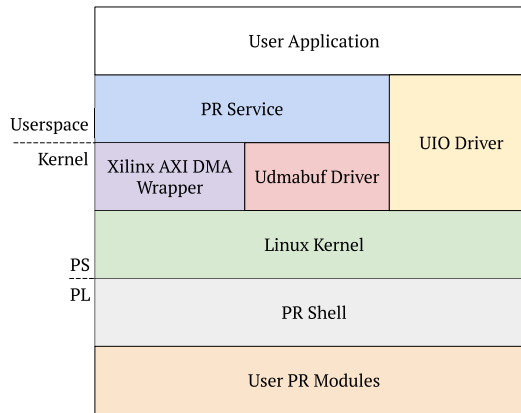 User Application
PR Service
UIO Driver
Userspace
Kernel
Xilinx AXI DMA
Wrapper
Udmabuf Driver
Linux Kernel
PS
PL
PR Shell
User PR Modules